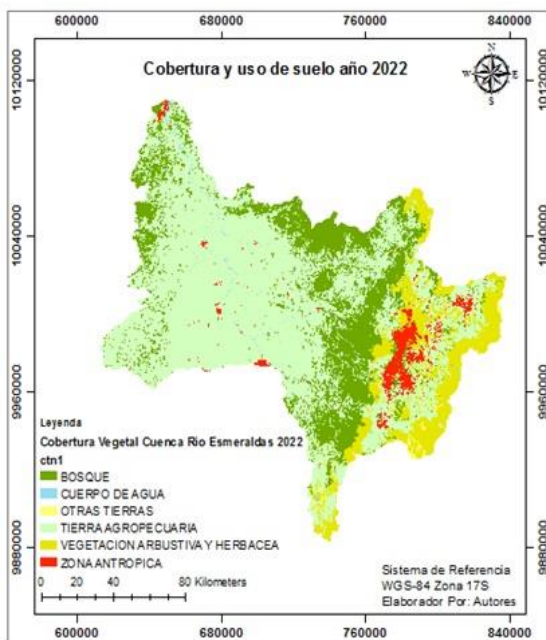 600000 680000 760000 840000
Cobertura y uso de suelo año 2022
N
W E
S
10120000 10120000
10040000 10040000
9960000 9960000
9880000 9880000
Leyenda
Cobertura Vegetal Cuenca Rio Esmeraldas 2022
ctn1
BOSQUE
CUERPO DE AGUA
OTRAS TIERRAS
TIERRA AGROPECUARIA
VEGETACION ARBUSTIVA Y HERBACEA
ZONA ANTROPICA
0 20 40 80 Kilometers
Sistema de Referencia
WGS-84 Zona 17S
Elaborador Por: Autores
600000 680000 760000 840000